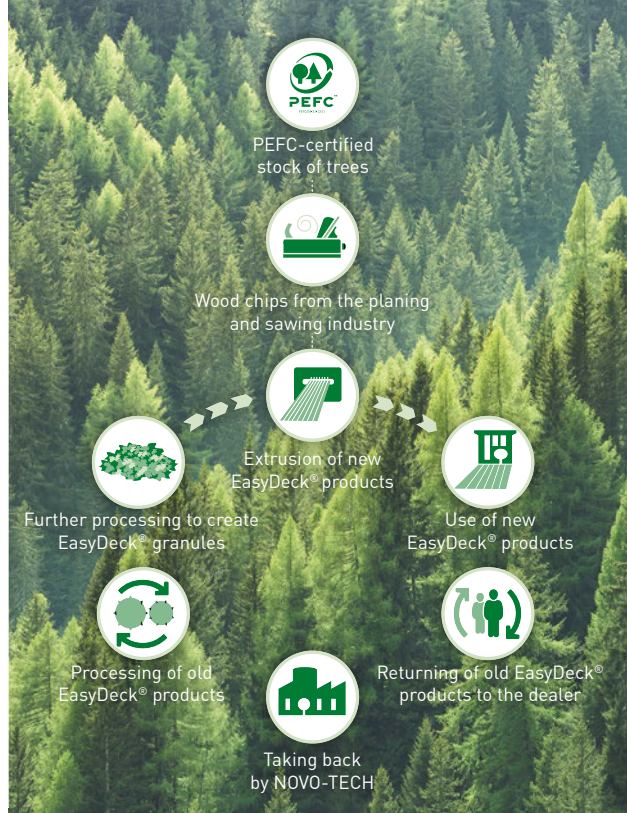 PEFC™
PEFC-certified
stock of trees
Wood chips from the planing
and sawing industry
Extrusion of new
EasyDeck® products
Further processing to create
EasyDeck® granules
Use of new
EasyDeck® products
Processing of old
EasyDeck® products
Returning of old EasyDeck®
products to the dealer
Taking back
by NOVO-TECH